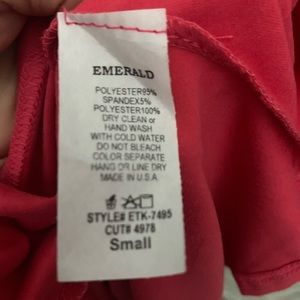 EMERALD
POLYESTER95%
SPANDEX5%
POLYESTER100%
DRY CLEAN or
HAND WASH
WITH COLD WATER
DO NOT BLEACH
COLOR SEPARATE
HANG OR LINE DRY
MADE IN U.S.A
STYLE# ETK-7495
CUT# 4978
Small